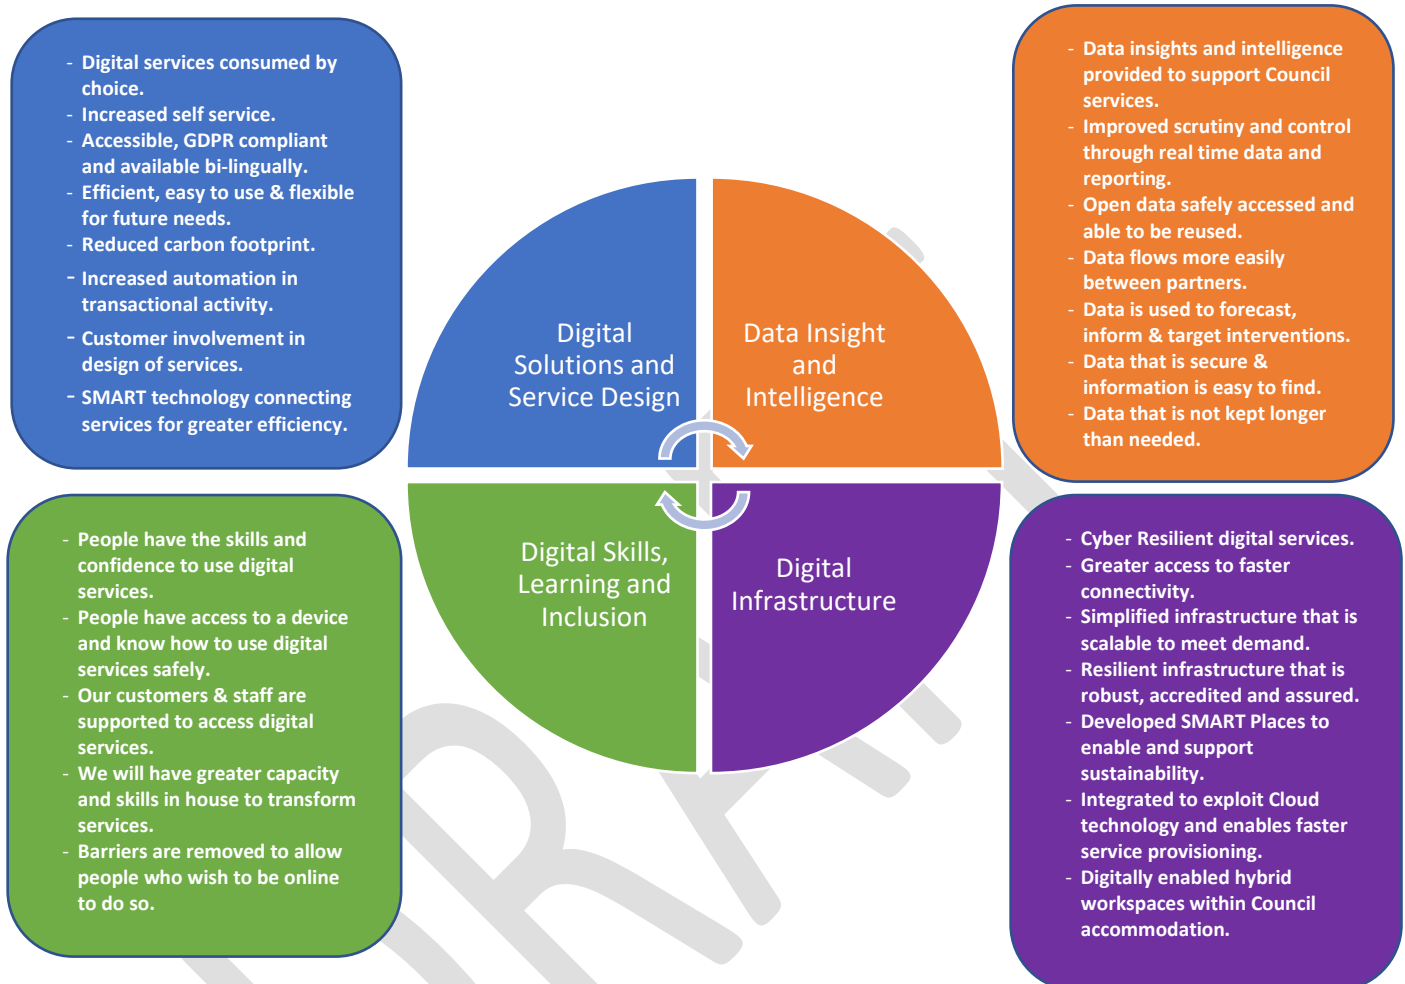 - Digital services consumed by
choice.
- Increased self service.
- Accessible, GDPR compliant
and available bi-lingually.
- Efficient, easy to use & flexible
for future needs.
- Reduced carbon footprint.
- Increased automation in
transactional activity.
- Customer involvement in
design of services.
- SMART technology connecting
services for greater efficiency.
- Data insights and intelligence
provided to support Council
services.
- Improved scrutiny and control
through real time data and
reporting.
- Open data safely accessed and
able to be reused.
- Data flows more easily
between partners.
- Data is used to forecast,
inform & target interventions.
- Data that is secure &
information is easy to find.
- Data that is not kept longer
than needed.
Digital
Solutions and
Service Design
Data Insight
and
Intelligence
Digital Skills,
Learning and
Inclusion
Digital
Infrastructure
- People have the skills and
confidence to use digital
services.
- People have access to a device
and know how to use digital
services safely.
- Our customers & staff are
supported to access digital
services.
- We will have greater capacity
and skills in house to transform
services.
- Barriers are removed to allow
people who wish to be online
to do so.
- Cyber Resilient digital services.
- Greater access to faster
connectivity.
- Simplified infrastructure that is
scalable to meet demand.
- Resilient infrastructure that is
robust, accredited and assured.
- Developed SMART Places to
enable and support
sustainability.
- Integrated to exploit Cloud
technology and enables faster
service provisioning.
- Digitally enabled hybrid
workspaces within Council
accommodation.